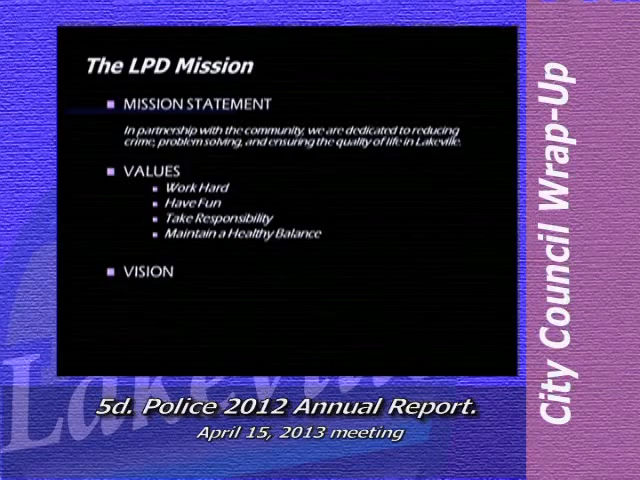 The LPD Mission
MISSION STATEMENT
In partnership with the community, we are dedicated to reducing
crime, problem solving, and ensuring the quality of life in Lakeville.
VALUES
Work Hard
Have Fun
Take Responsibility
Maintain a Healthy Balance
VISION
Lakeville
5d. Police 2012 Annual Report.
April 15, 2013 meeting
City Council Wrap-Up